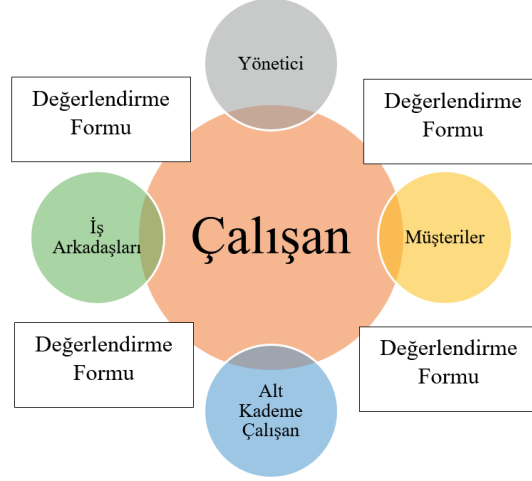 Yönetici
Değerlendirme
Formu
Değerlendirme
Formu
İş
Arkadaşları
Çalışan
Müşteriler
Değerlendirme
Formu
Değerlendirme
Formu
Alt
Kademe
Çalışan